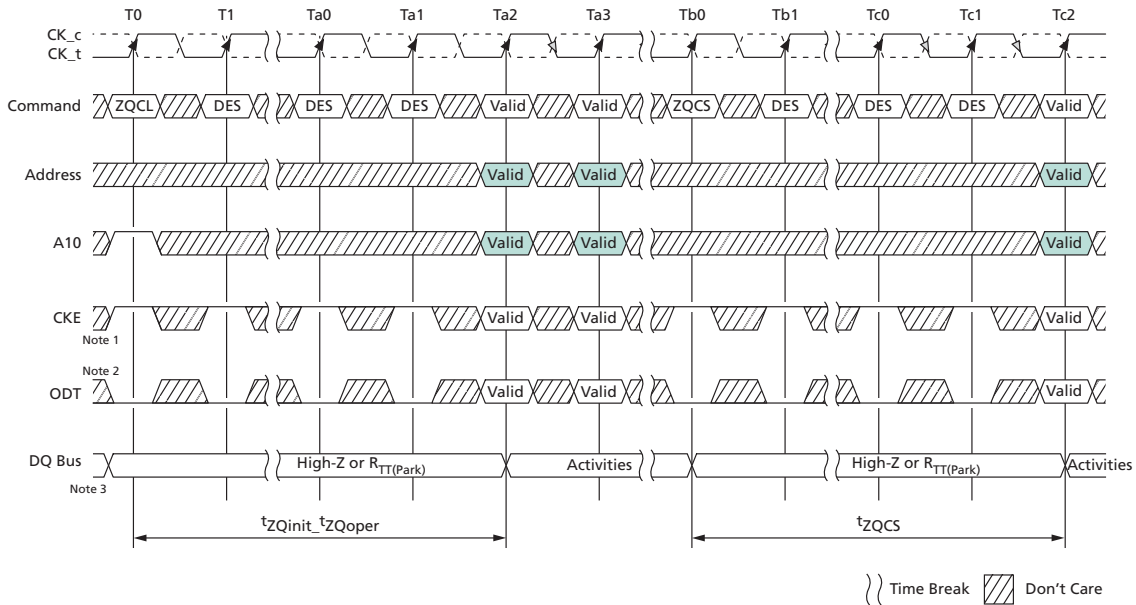 T0 T1 Ta0 Ta1 Ta2 Ta3 Tb0 Tb1 Tc0 Tc1 Tc2
CK_c
CK_t
Command ZQCL DES DES DES Valid Valid ZQCS DES DES DES Valid
Address Valid Valid Valid
A10 Valid Valid Valid
CKE Valid Valid Valid
Note 1
Note 2
ODT Valid Valid Valid
DQ Bus High-Z or RTT(Park) Activities High-Z or RTT(Park) Activities
Note 3
tZQinit_tZQoper tZQCS
Time Break Don't Care